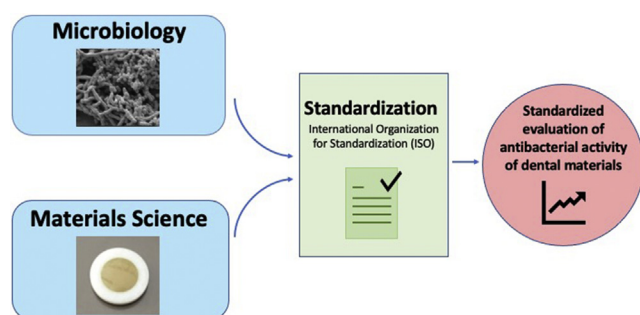 Microbiology
Materials Science
Standardization
International Organization
for Standardization (ISO)
Standardized
evaluation of
antibacterial activity
of dental materials